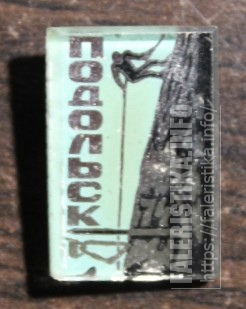 ПОДОЛЬСК
FALERISTIKA.INFO
https://faleristika.info/